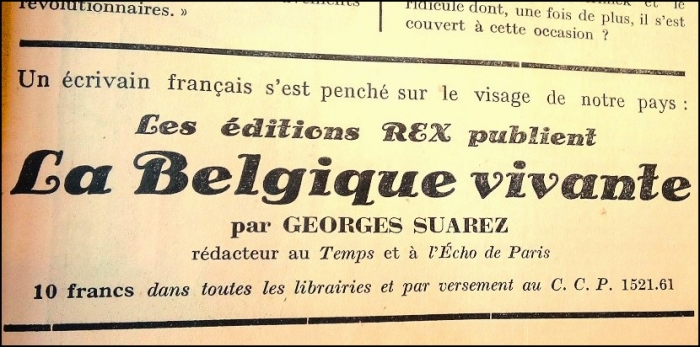 révolutionnaires. »
ridicule dont, une fois de plus, il s'est
couvert à cette occasion ?
Un écrivain français s'est penché sur le visage de notre pays :
Les éditions REX publient
La Belgique vivante
par GEORGES SUAREZ
rédacteur au Temps et à l'Écho de Paris
10 francs dans toutes les librairies et par versement au C. C. P. 1521.61